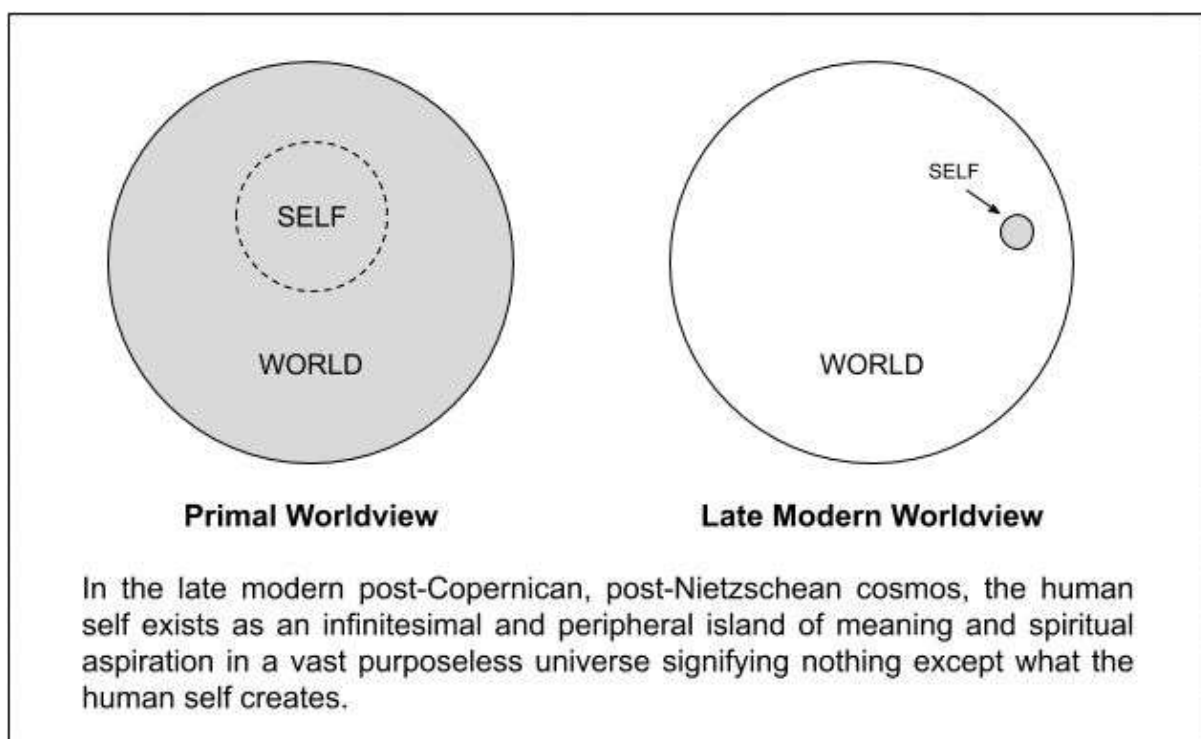 SELF
WORLD
SELF
WORLD
Primal Worldview
Late Modern Worldview
In the late modern post-Copernican, post-Nietzschean cosmos, the human
self exists as an infinitesimal and peripheral island of meaning and spiritual
aspiration in a vast purposeless universe signifying nothing except what the
human self creates.